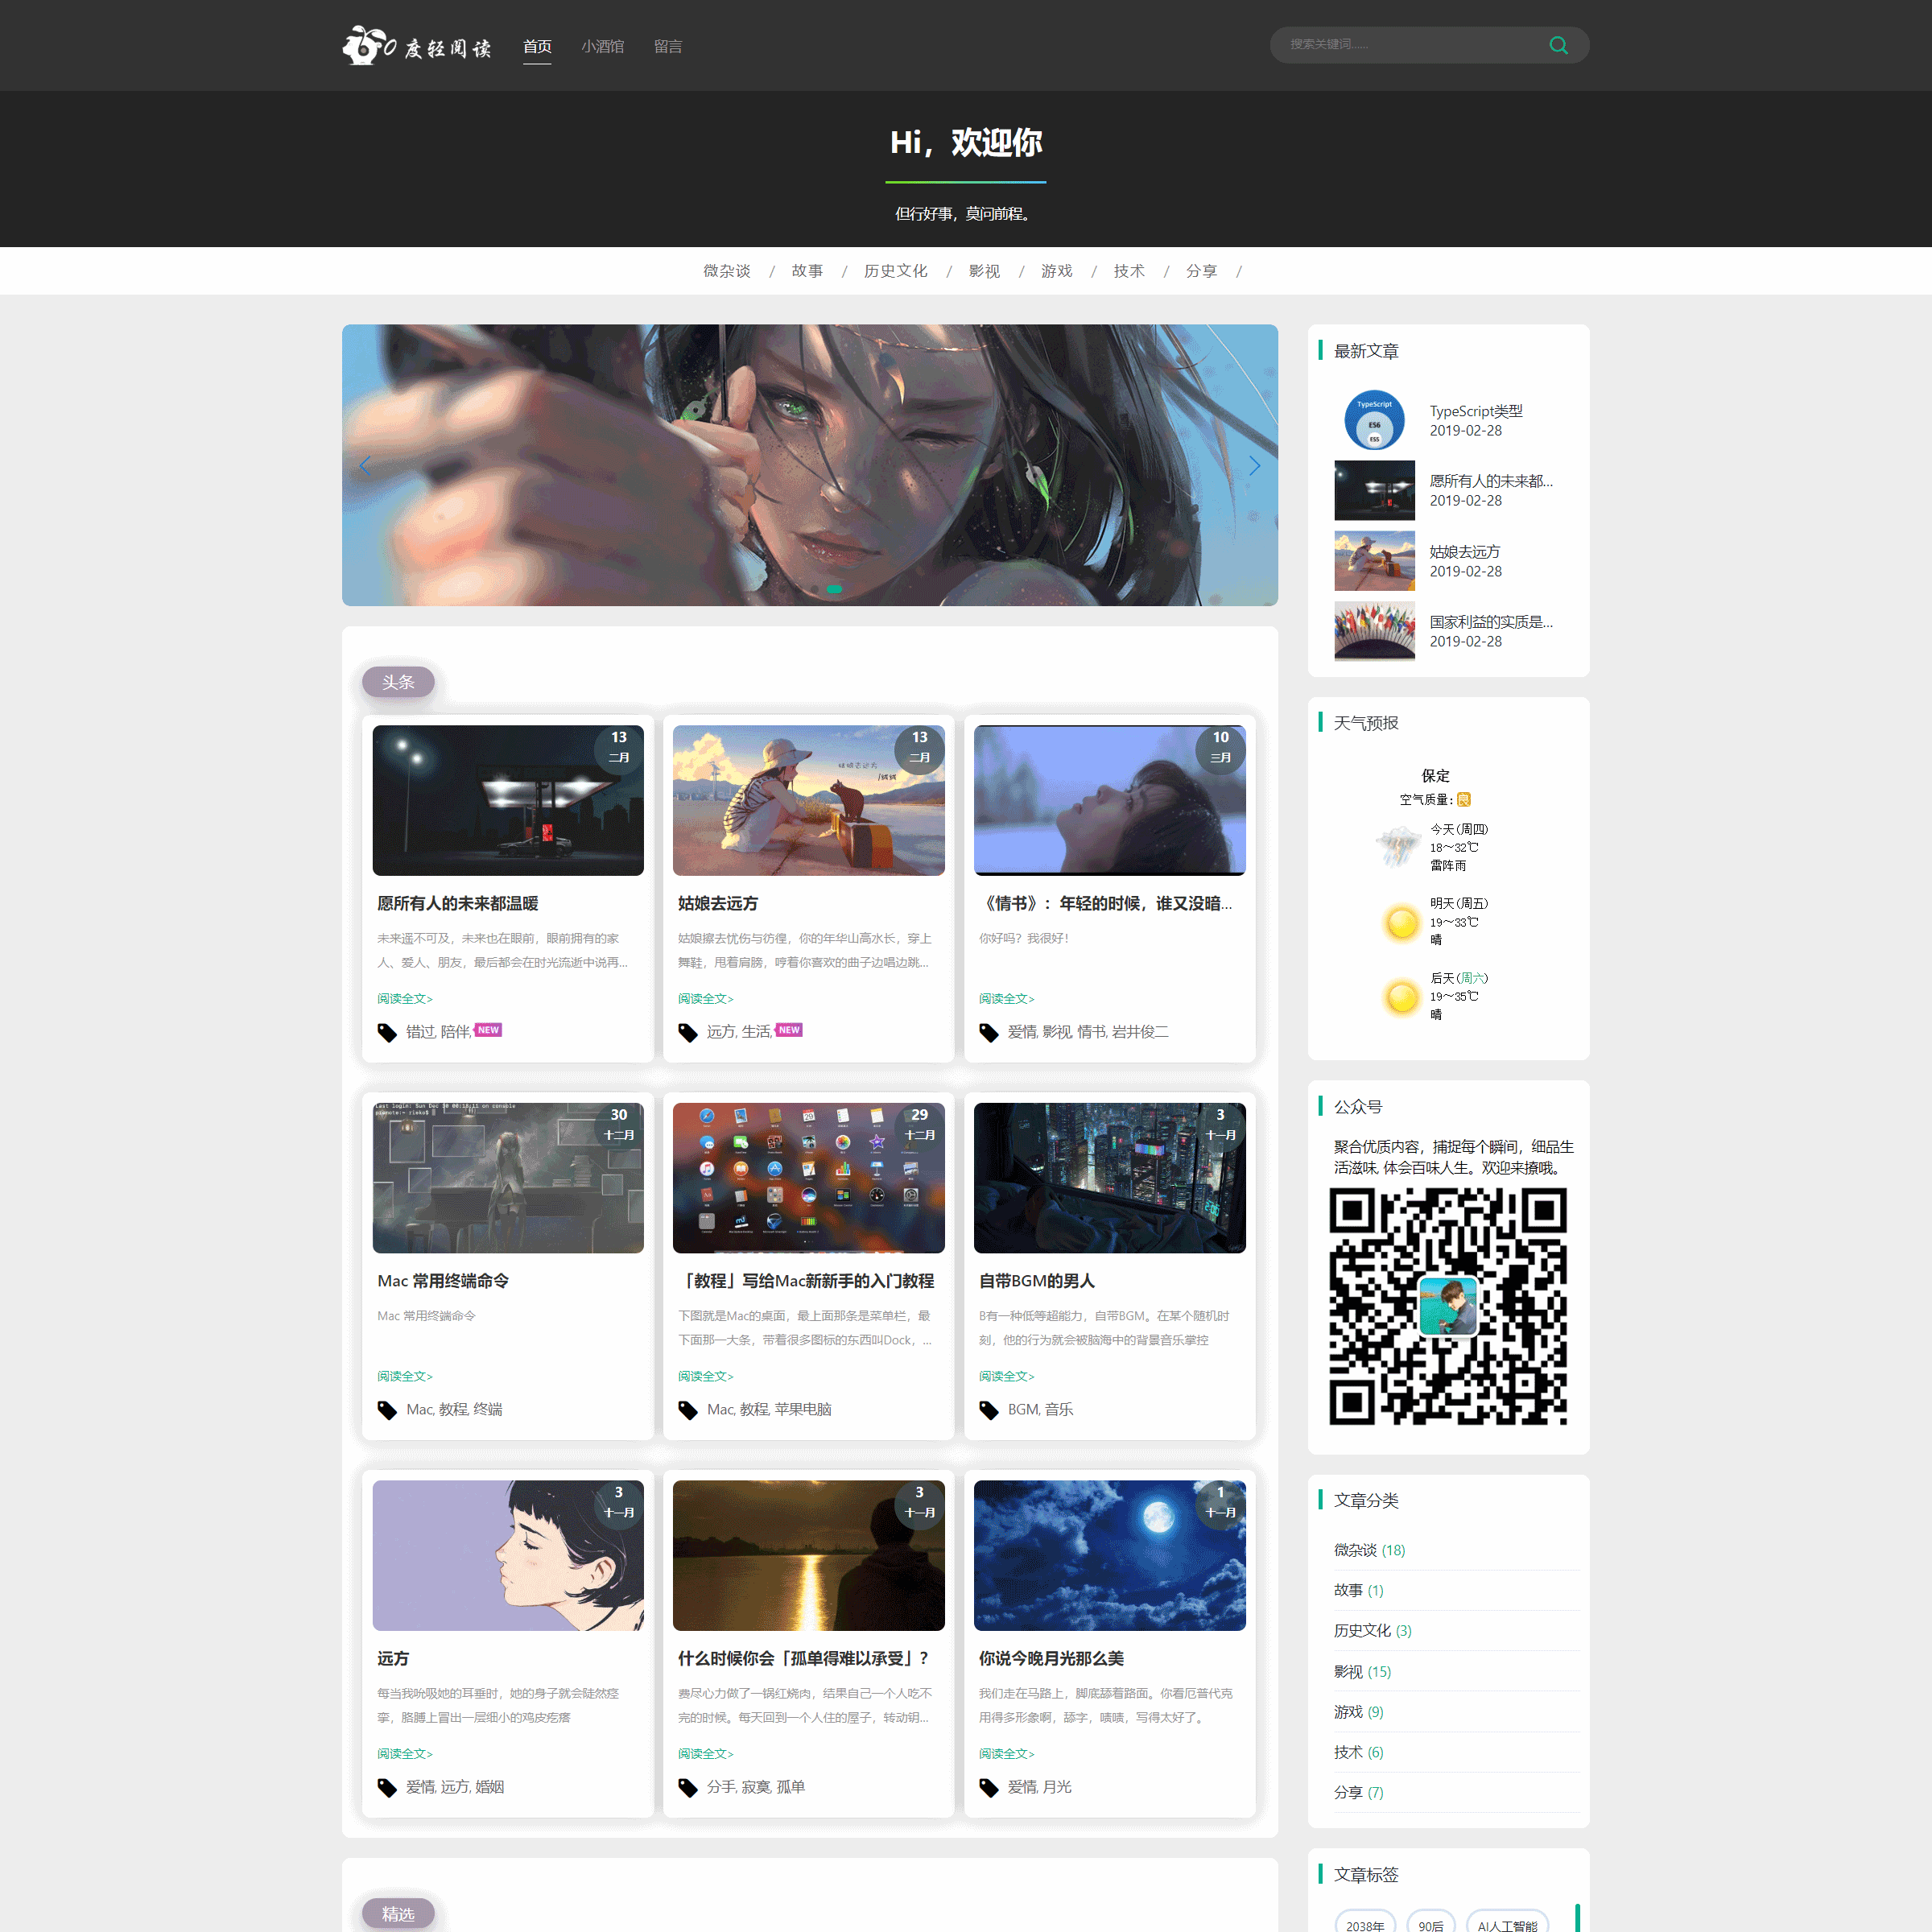 0度轻阅读
首页
小酒馆
留言
搜索关键词......
Hi，欢迎你
但行好事，莫问前程。
微杂谈 / 故事 / 历史文化 / 影视 / 游戏 / 技术 / 分享 /
头条
13
二月
愿所有人的未来都温暖
未来遥不可及，未来也在眼前，眼前拥有的家
人、爱人、朋友，最后都会在时光流逝中说再...
阅读全文>
错过, 陪伴, NEW
姑娘去远方
13
二月
姑娘去远方
姑娘擦去忧伤与彷徨，你的年华山高水长，穿上
舞鞋，甩着肩膀，哼着你喜欢的曲子边唱边跳...
阅读全文>
远方, 生活, NEW
10
三月
《情书》：年轻的时候，谁又没暗...
你好吗？我很好！
阅读全文>
爱情, 影视, 情书, 岩井俊二
30
十二月
Mac 常用终端命令
Mac 常用终端命令
阅读全文>
Mac, 教程, 终端
29
十二月
「教程」写给Mac新新手的入门教程
下图就是Mac的桌面，最上面那条是菜单栏，最
下面那一大条，带着很多图标的东西叫Dock，...
阅读全文>
Mac, 教程, 苹果电脑
3
十一月
自带BGM的男人
B有一种低等超能力，自带BGM。在某个随机时
刻，他的行为就会被脑海中的背景音乐掌控
阅读全文>
BGM, 音乐
3
十一月
远方
每当我吮吸她的耳垂时，她的身子就会陡然痉
挛，胳膊上冒出一层细小的鸡皮疙瘩
阅读全文>
爱情, 远方, 婚姻
3
十一月
什么时候你会「孤单得难以承受」？
费尽心力做了一锅红烧肉，结果自己一个人吃不
完的时候。每天回到一个人住的屋子，转动钥...
阅读全文>
分手, 寂寞, 孤单
1
十一月
你说今晚月光那么美
我们走在马路上，脚底舔着路面。你看厄普代克
用得多形象啊，舔字，啧啧，写得太好了。
阅读全文>
爱情, 月光
精选
最新文章
TypeScript
ES6
ES5
TypeScript类型
2019-02-28
愿所有人的未来都...
2019-02-28
姑娘去远方
2019-02-28
国家利益的实质是...
2019-02-28
天气预报
保定
空气质量：良
今天(周四)
18～32℃
雷阵雨
明天(周五)
19～33℃
晴
后天(周六)
19～35℃
晴
公众号
聚合优质内容，捕捉每个瞬间，细品生
活滋味, 体会百味人生。欢迎来撩哦。
文章分类
微杂谈 (18)
故事 (1)
历史文化 (3)
影视 (15)
游戏 (9)
技术 (6)
分享 (7)
文章标签
2038年
90后
AI人工智能